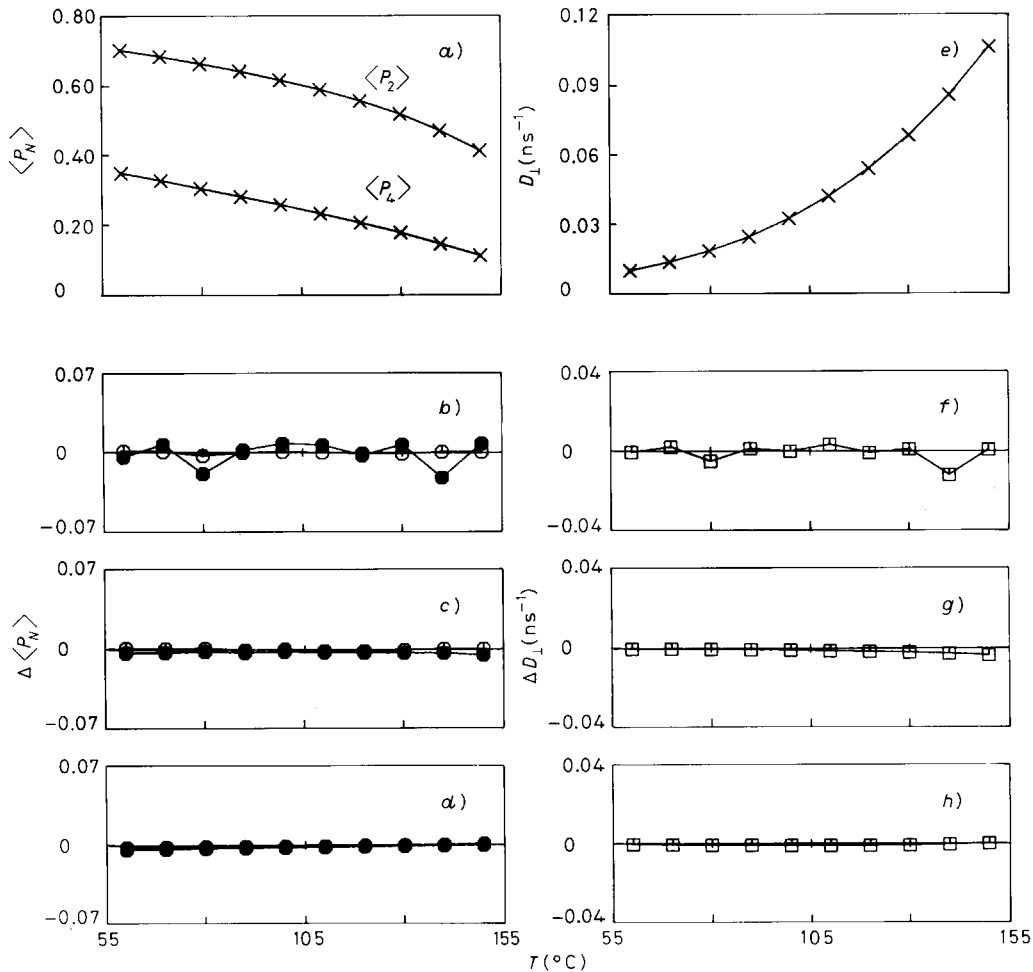 0.80
0.60
0.40
0.20
0
⟨P_N⟩
a)
⟨P_2⟩
⟨P_4⟩
0.12
0.09
0.06
0.03
0
D_⊥(ns⁻¹)
e)
0.07
0
−0.07
b)
0.04
0
−0.04
f)
0.07
0
−0.07
Δ⟨P_N⟩
c)
0.04
0
−0.04
ΔD_⊥(ns⁻¹)
g)
0.07
0
−0.07
d)
0.04
0
−0.04
h)
55
105
155
55
105
155
T(°C)